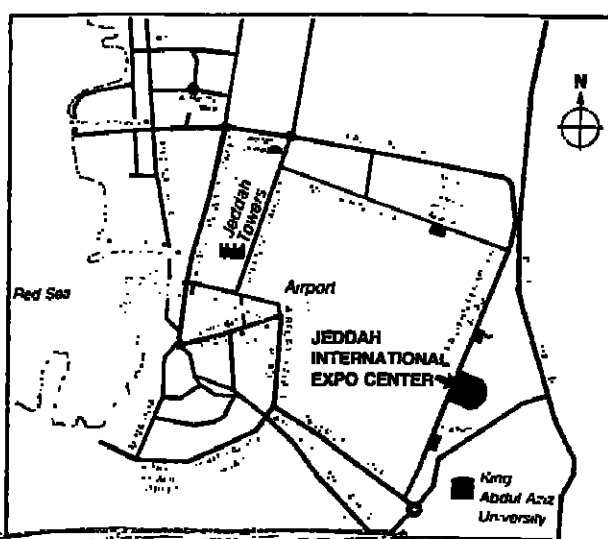 N
Jeddah
Towers
Red Sea
Airport
JEDDAH
INTERNATIONAL
EXPO CENTER
King
Abdul Aziz
University